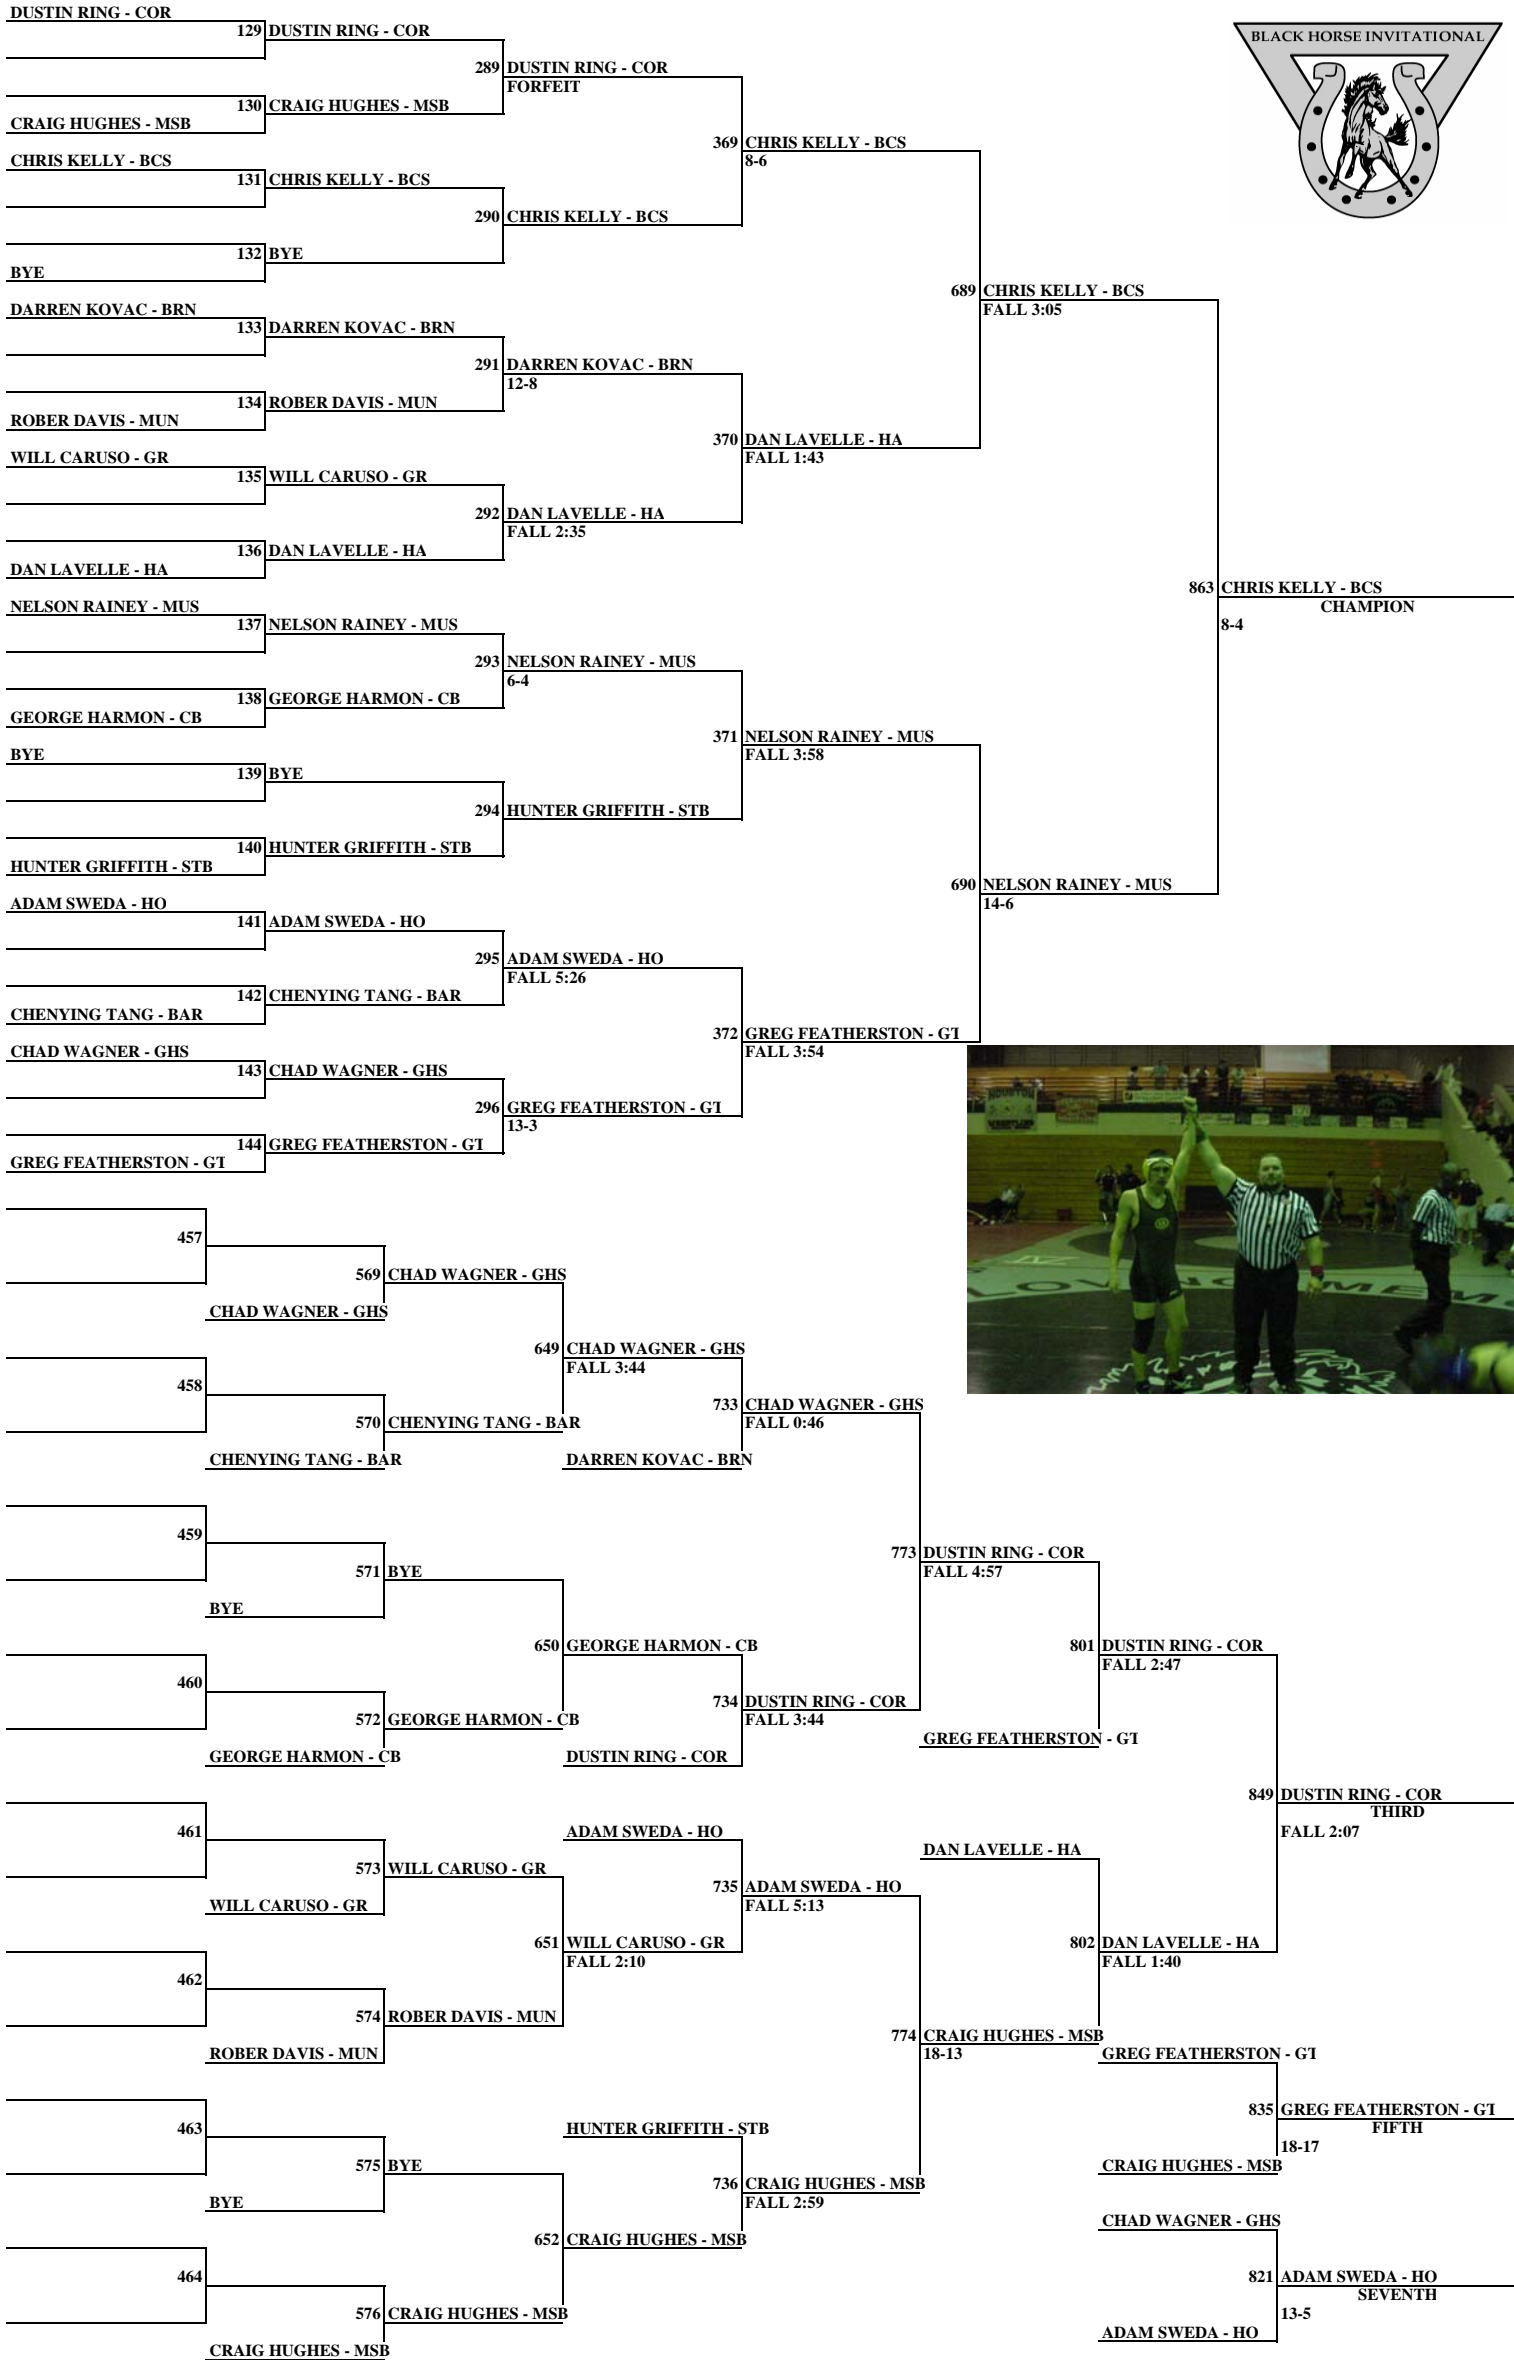 DUSTIN RING - COR
129 DUSTIN RING - COR
289 DUSTIN RING - COR
FORFEIT
130 CRAIG HUGHES - MSB
CRAIG HUGHES - MSB
369 CHRIS KELLY - BCS
8-6
CHRIS KELLY - BCS
131 CHRIS KELLY - BCS
290 CHRIS KELLY - BCS
132 BYE
BYE
689 CHRIS KELLY - BCS
FALL 3:05
DARREN KOVAC - BRN
133 DARREN KOVAC - BRN
291 DARREN KOVAC - BRN
12-8
134 ROBER DAVIS - MUN
ROBER DAVIS - MUN
370 DAN LAVELLE - HA
FALL 1:43
WILL CARUSO - GR
135 WILL CARUSO - GR
292 DAN LAVELLE - HA
FALL 2:35
136 DAN LAVELLE - HA
DAN LAVELLE - HA
863 CHRIS KELLY - BCS
CHAMPION
8-4
NELSON RAINEY - MUS
137 NELSON RAINEY - MUS
293 NELSON RAINEY - MUS
6-4
138 GEORGE HARMON - CB
GEORGE HARMON - CB
371 NELSON RAINEY - MUS
FALL 3:58
BYE
139 BYE
294 HUNTER GRIFFITH - STB
140 HUNTER GRIFFITH - STB
HUNTER GRIFFITH - STB
690 NELSON RAINEY - MUS
14-6
ADAM SWEDA - HO
141 ADAM SWEDA - HO
295 ADAM SWEDA - HO
FALL 5:26
142 CHENYING TANG - BAR
CHENYING TANG - BAR
372 GREG FEATHERSTON - GT
FALL 3:54
CHAD WAGNER - GHS
143 CHAD WAGNER - GHS
296 GREG FEATHERSTON - GT
13-3
144 GREG FEATHERSTON - GT
GREG FEATHERSTON - GT
BLACK HORSE INVITATIONAL
HOUSTON
LOVING MEMO
457
569 CHAD WAGNER - GHS
CHAD WAGNER - GHS
649 CHAD WAGNER - GHS
FALL 3:44
458
570 CHENYING TANG - BAR
CHENYING TANG - BAR
733 CHAD WAGNER - GHS
FALL 0:46
DARREN KOVAC - BRN
459
571 BYE
BYE
773 DUSTIN RING - COR
FALL 4:57
650 GEORGE HARMON - CB
460
572 GEORGE HARMON - CB
GEORGE HARMON - CB
734 DUSTIN RING - COR
FALL 3:44
DUSTIN RING - COR
801 DUSTIN RING - COR
FALL 2:47
GREG FEATHERSTON - GT
849 DUSTIN RING - COR
THIRD
FALL 2:07
461
573 WILL CARUSO - GR
WILL CARUSO - GR
ADAM SWEDA - HO
735 ADAM SWEDA - HO
FALL 5:13
DAN LAVELLE - HA
651 WILL CARUSO - GR
FALL 2:10
802 DAN LAVELLE - HA
FALL 1:40
462
574 ROBER DAVIS - MUN
ROBER DAVIS - MUN
774 CRAIG HUGHES - MSB
18-13
GREG FEATHERSTON - GT
835 GREG FEATHERSTON - GT
FIFTH
18-17
CRAIG HUGHES - MSB
463
575 BYE
BYE
HUNTER GRIFFITH - STB
736 CRAIG HUGHES - MSB
FALL 2:59
652 CRAIG HUGHES - MSB
464
576 CRAIG HUGHES - MSB
CRAIG HUGHES - MSB
CHAD WAGNER - GHS
821 ADAM SWEDA - HO
SEVENTH
13-5
ADAM SWEDA - HO